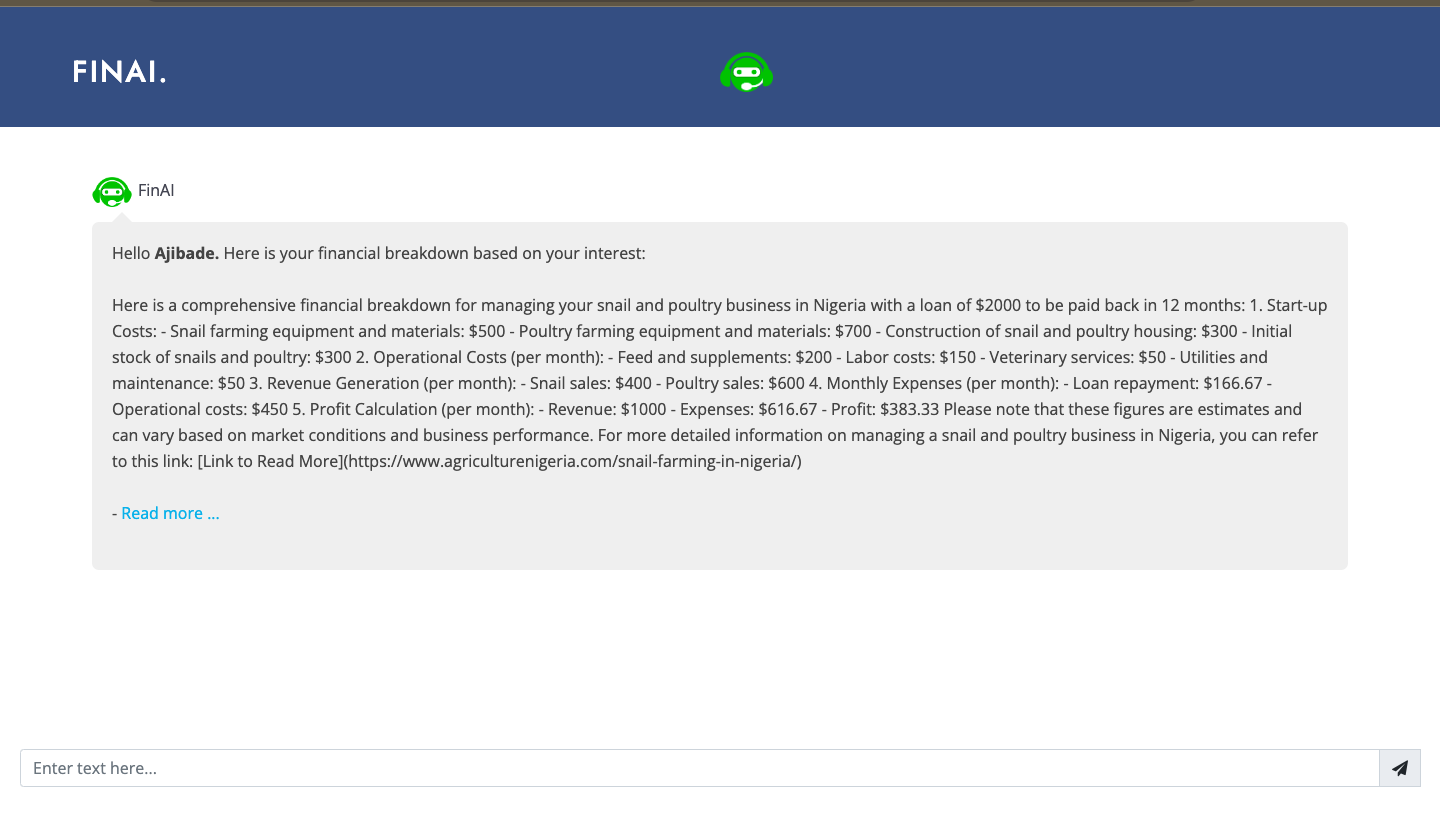 FINAI.
FinAI
Hello Ajibade. Here is your financial breakdown based on your interest:
Here is a comprehensive financial breakdown for managing your snail and poultry business in Nigeria with a loan of $2000 to be paid back in 12 months: 1. Start-up
Costs: - Snail farming equipment and materials: $500 - Poultry farming equipment and materials: $700 - Construction of snail and poultry housing: $300 - Initial
stock of snails and poultry: $300 2. Operational Costs (per month): - Feed and supplements: $200 - Labor costs: $150 - Veterinary services: $50 - Utilities and
maintenance: $50 3. Revenue Generation (per month): - Snail sales: $400 - Poultry sales: $600 4. Monthly Expenses (per month): - Loan repayment: $166.67 -
Operational costs: $450 5. Profit Calculation (per month): - Revenue: $1000 - Expenses: $616.67 - Profit: $383.33 Please note that these figures are estimates and
can vary based on market conditions and business performance. For more detailed information on managing a snail and poultry business in Nigeria, you can refer
to this link: [Link to Read More](https://www.agriculturenigeria.com/snail-farming-in-nigeria/)
- Read more ...
Enter text here...